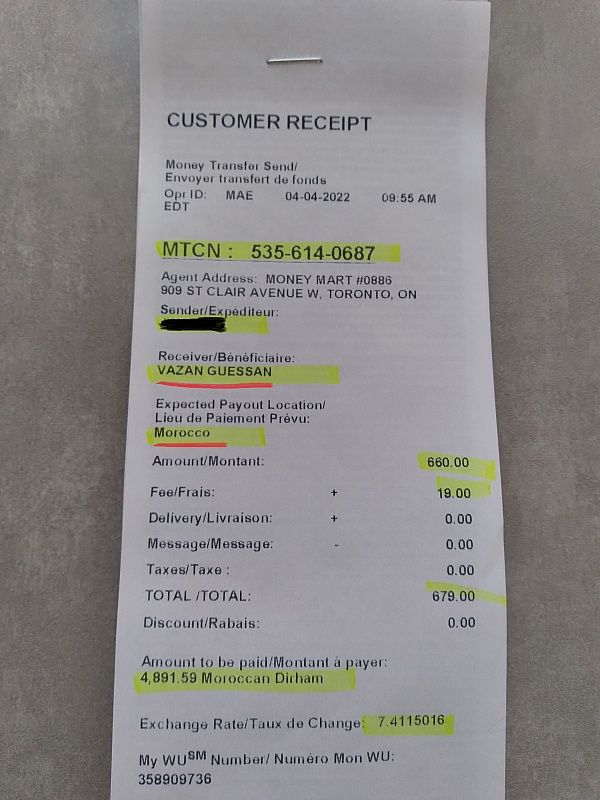 CUSTOMER RECEIPT
Money Transfer Send/
Envoyer transfert de fonds
Opr ID: MAE 04-04-2022 09:55 AM
EDT
MTCN : 535-614-0687
Agent Address: MONEY MART #0886
909 ST CLAIR AVENUE W, TORONTO, ON
Sender/Expéditeur:
Receiver/Bénéficiaire:
VAZAN GUESSAN
Expected Payout Location/
Lieu de Paiement Prévu:
Morocco
Amount/Montant: 660.00
Fee/Frais: + 19.00
Delivery/Livraison: + 0.00
Message/Message: - 0.00
Taxes/Taxe : 0.00
TOTAL /TOTAL: 679.00
Discount/Rabais: 0.00
Amount to be paid/Montant à payer:
4,891.59 Moroccan Dirham
Exchange Rate/Taux de Change: 7.4115016
My WU℠ Number/ Numéro Mon WU:
358909736